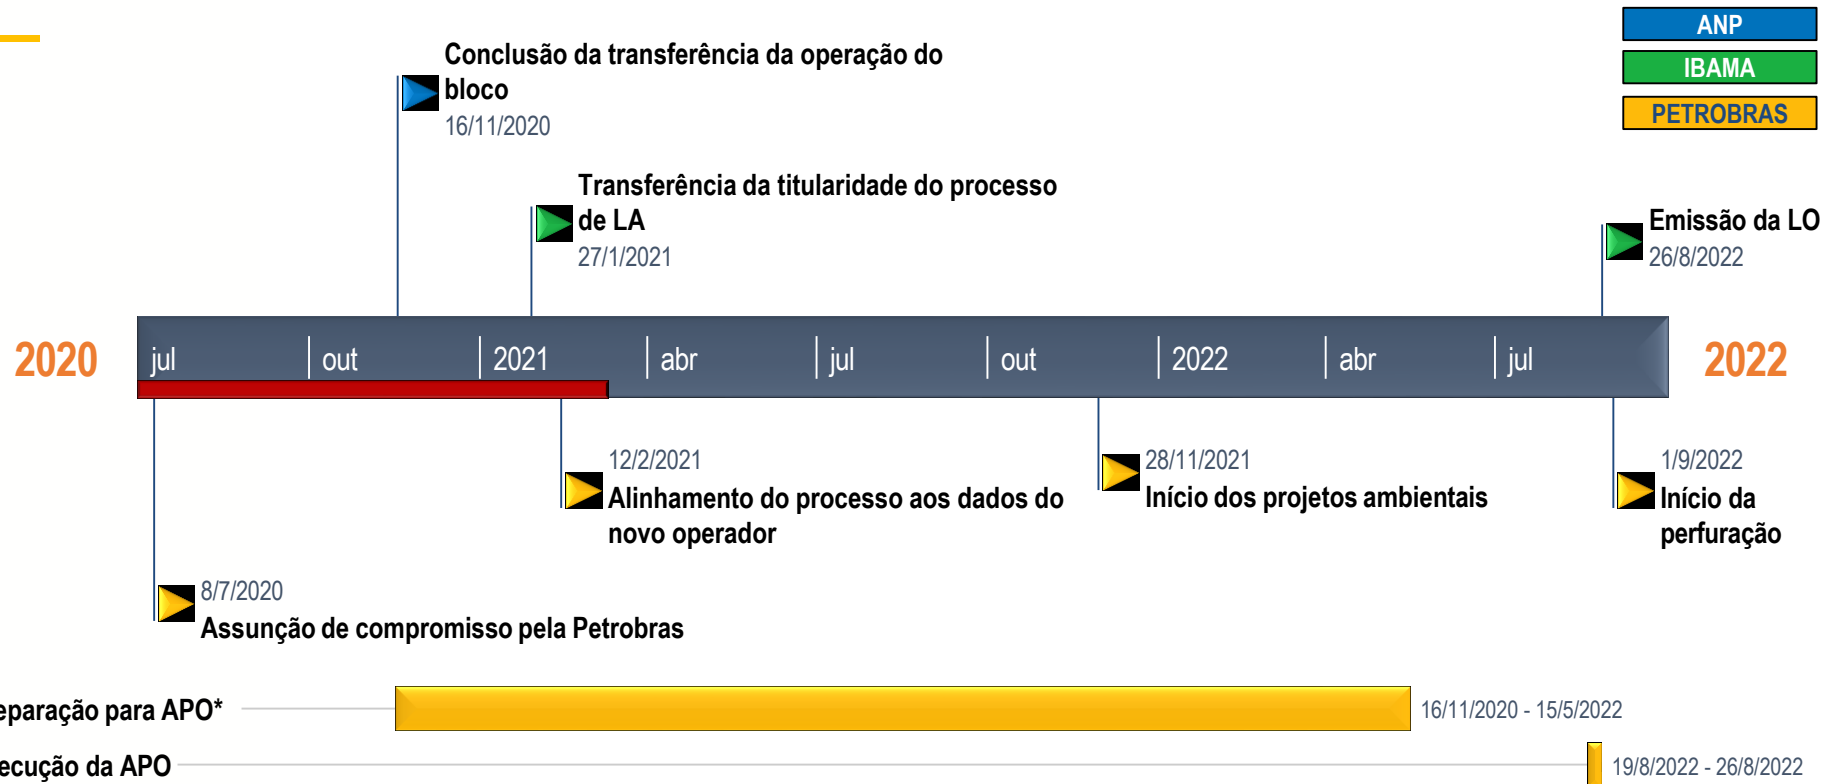 ANP
IBAMA
PETROBRAS
Conclusão da transferência da operação do
bloco
16/11/2020
Transferência da titularidade do processo
de LA
27/1/2021
Emissão da LO
26/8/2022
2020
jul
out
2021
abr
jul
out
2022
abr
jul
2022
12/2/2021
Alinhamento do processo aos dados do
novo operador
28/11/2021
Início dos projetos ambientais
1/9/2022
Início da
perfuração
8/7/2020
Assunção de compromisso pela Petrobras
eparação para APO*
16/11/2020 - 15/5/2022
ecução da APO
19/8/2022 - 26/8/2022